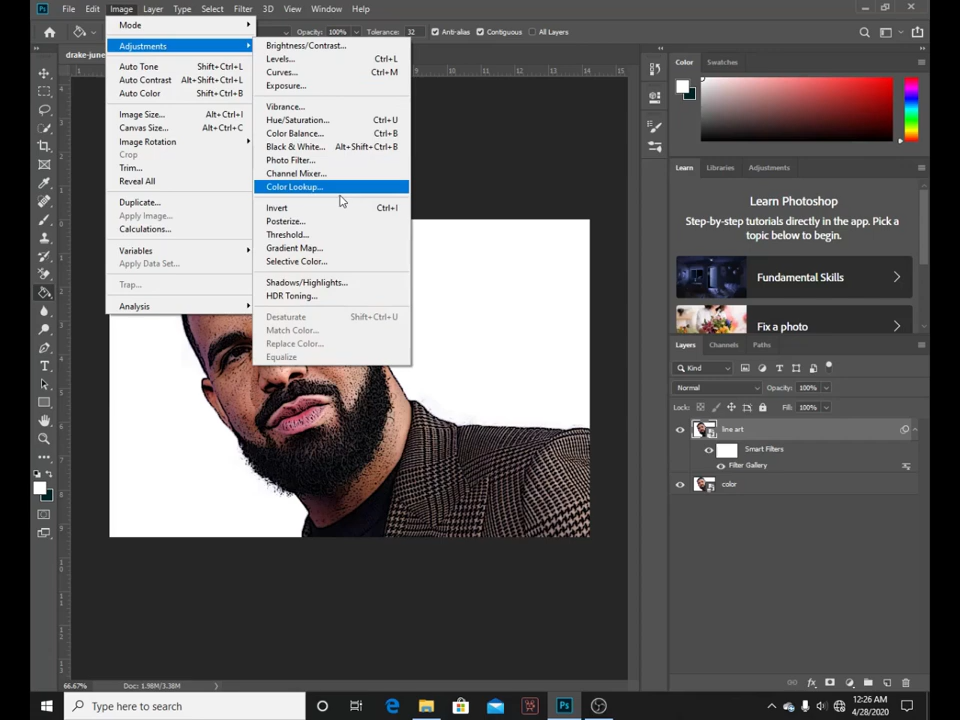 File Edit Image Layer Type Select Filter 3D View Window Help
Opacity: 100% Tolerance: 32 Anti-alias Contiguous All Layers
drake-june
Mode
Adjustments
Auto Tone Shift+Ctrl+L
Auto Contrast Alt+Shift+Ctrl+L
Auto Color Shift+Ctrl+B
Image Size... Alt+Ctrl+I
Canvas Size... Alt+Ctrl+C
Image Rotation
Crop
Trim...
Reveal All
Duplicate...
Apply Image...
Calculations...
Variables
Apply Data Set...
Trap...
Analysis
Brightness/Contrast...
Levels... Ctrl+L
Curves... Ctrl+M
Exposure...
Vibrance...
Hue/Saturation... Ctrl+U
Color Balance... Ctrl+B
Black & White... Alt+Shift+Ctrl+B
Photo Filter...
Channel Mixer...
Color Lookup...
Invert Ctrl+I
Posterize...
Threshold...
Gradient Map...
Selective Color...
Shadows/Highlights...
HDR Toning...
Desaturate Shift+Ctrl+U
Match Color...
Replace Color...
Equalize
11 12 13 14 15
Color Swatches
Learn Libraries Adjustments
Learn Photoshop
Step-by-step tutorials directly in the app. Pick a
topic below to begin.
Fundamental Skills
Fix a photo
Layers Channels Paths
Kind
Normal Opacity: 100%
Lock: Fill: 100%
line art
Smart Filters
Filter Gallery
color
66.67% Doc: 1.98M/3.38M
Type here to search
12:26 AM
4/28/2020